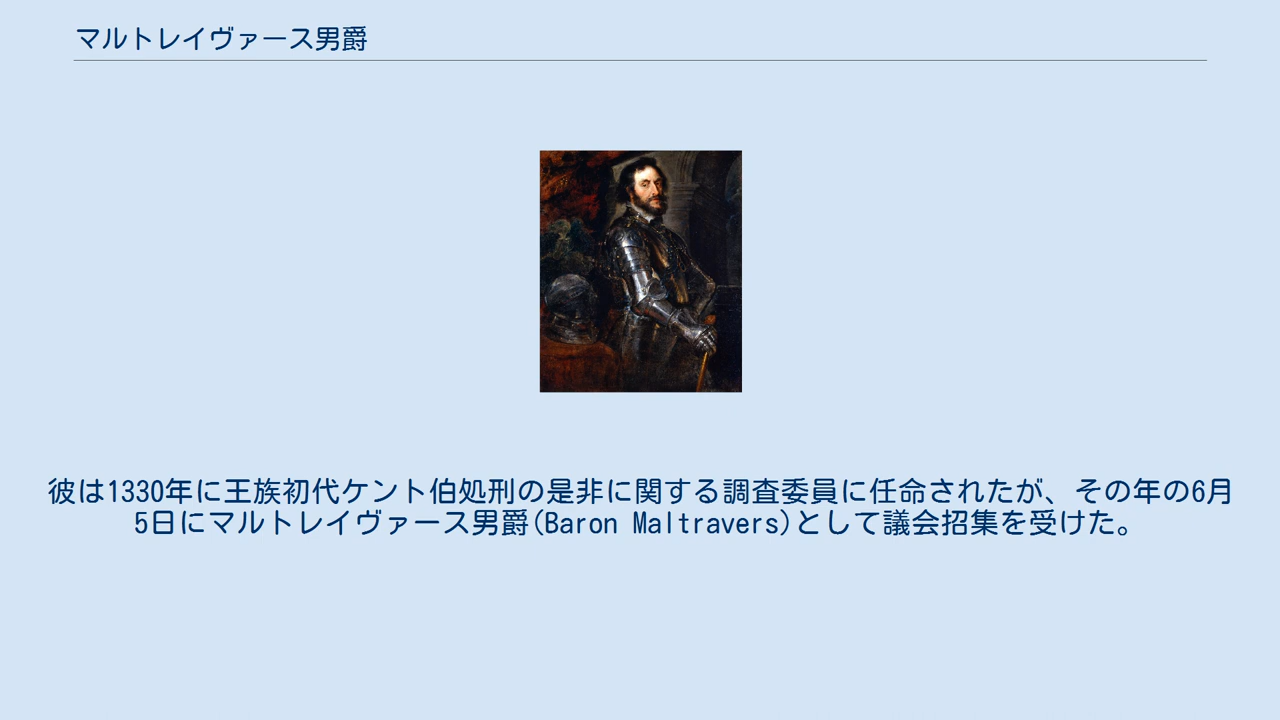 マルトレイヴァース男爵
彼は1330年に王族初代ケント伯処刑の是非に関する調査委員に任命されたが、その年の6月
5日にマルトレイヴァース男爵(Baron Maltravers)として議会招集を受けた。